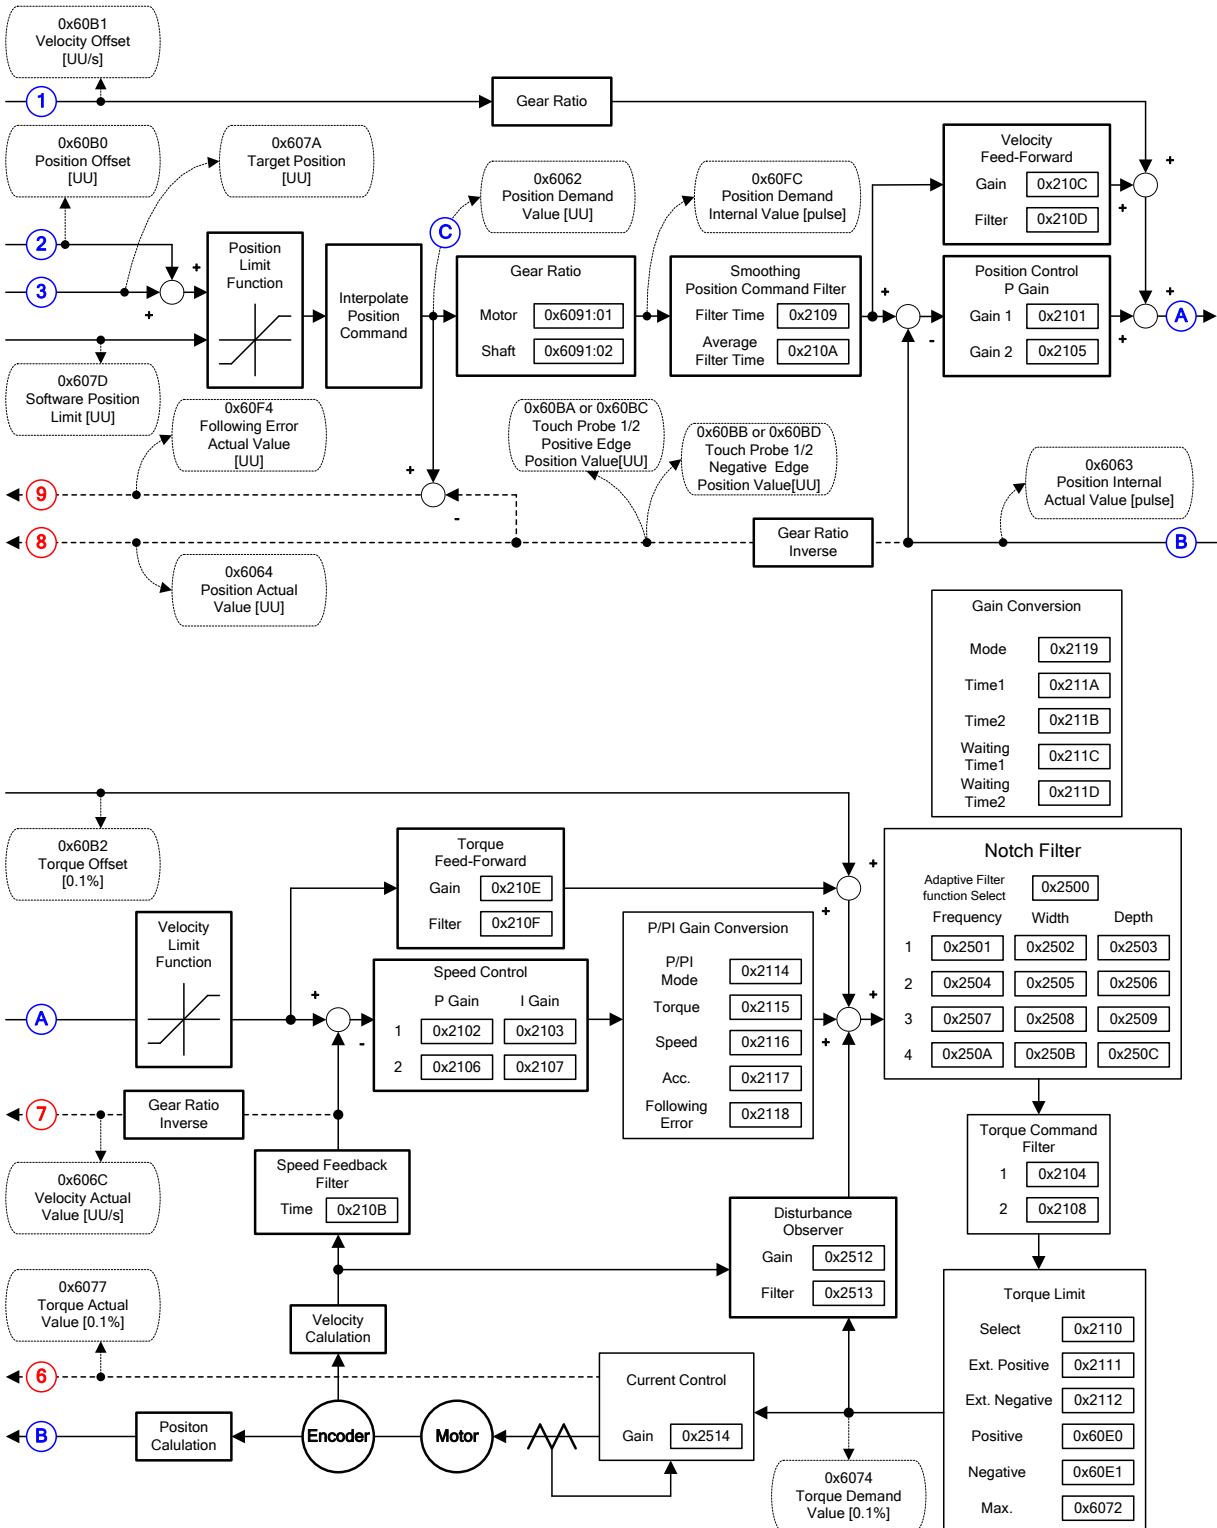 0x60B1
Velocity Offset
[UU/s]
1
Gear Ratio
0x60B0
Position Offset
[UU]
0x607A
Target Position
[UU]
0x6062
Position Demand
Value [UU]
0x60FC
Position Demand
Internal Value [pulse]
Velocity
Feed-Forward
Gain 0x210C
Filter 0x210D
+
+
2
3
+
+
C
Position
Limit
Function
Interpolate
Position
Command
Gear Ratio
Motor 0x6091:01
Shaft 0x6091:02
Smoothing
Position Command Filter
Filter Time 0x2109
Average
Filter Time 0x210A
+
-
Position Control
P Gain
Gain 1 0x2101
Gain 2 0x2105
+
+
A
0x607D
Software Position
Limit [UU]
0x60F4
Following Error
Actual Value
[UU]
0x60BA or 0x60BC
Touch Probe 1/2
Positive Edge
Position Value[UU]
0x60BB or 0x60BD
Touch Probe 1/2
Negative Edge
Position Value[UU]
0x6063
Position Internal
Actual Value [pulse]
9
+
-
8
Gear Ratio
Inverse
B
0x6064
Position Actual
Value [UU]
Gain Conversion
Mode 0x2119
Time1 0x211A
Time2 0x211B
Waiting
Time1 0x211C
Waiting
Time2 0x211D
0x60B2
Torque Offset
[0.1%]
Torque
Feed-Forward
Gain 0x210E
Filter 0x210F
+
+
Notch Filter
Adaptive Filter
function Select 0x2500
Frequency Width Depth
1 0x2501 0x2502 0x2503
2 0x2504 0x2505 0x2506
3 0x2507 0x2508 0x2509
4 0x250A 0x250B 0x250C
A
Velocity
Limit
Function
+
-
Speed Control
P Gain I Gain
1 0x2102 0x2103
2 0x2106 0x2107
P/PI Gain Conversion
P/PI
Mode 0x2114
Torque 0x2115
Speed 0x2116
Acc. 0x2117
Following
Error 0x2118
+
+
7
Gear Ratio
Inverse
0x606C
Velocity Actual
Value [UU/s]
Speed Feedback
Filter
Time 0x210B
Torque Command
Filter
1 0x2104
2 0x2108
Disturbance
Observer
Gain 0x2512
Filter 0x2513
0x6077
Torque Actual
Value [0.1%]
Velocity
Calulation
6
Torque Limit
Select 0x2110
Ext. Positive 0x2111
Ext. Negative 0x2112
Positive 0x60E0
Negative 0x60E1
Max. 0x6072
Current Control
Gain 0x2514
B
Positon
Calulation
Encoder
Motor
0x6074
Torque Demand
Value [0.1%]